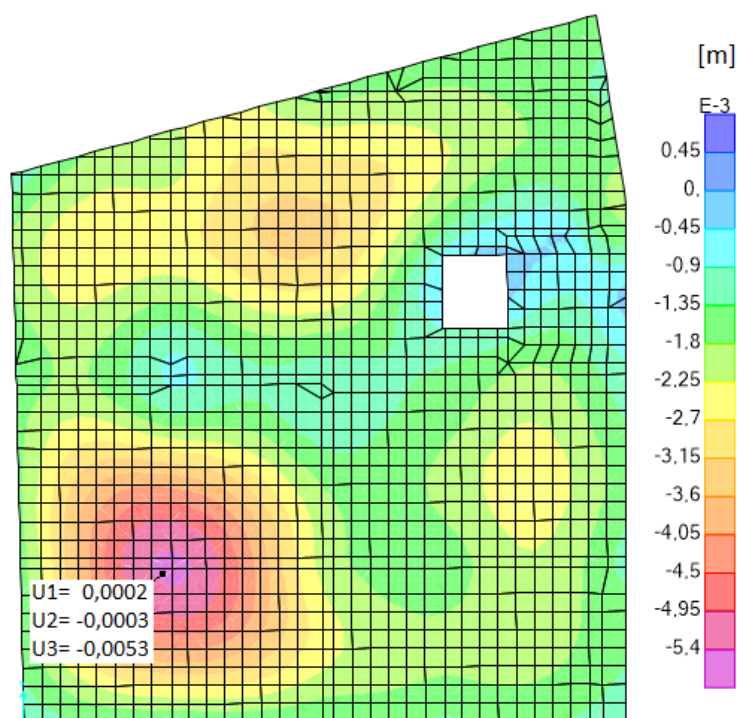 [m]
E-3
0,45
0.
-0,45
-0,9
-1,35
-1,8
-2,25
-2,7
-3,15
-3,6
-4,05
-4,5
-4,95
-5,4
U1= 0,0002
U2= -0,0003
U3= -0,0053